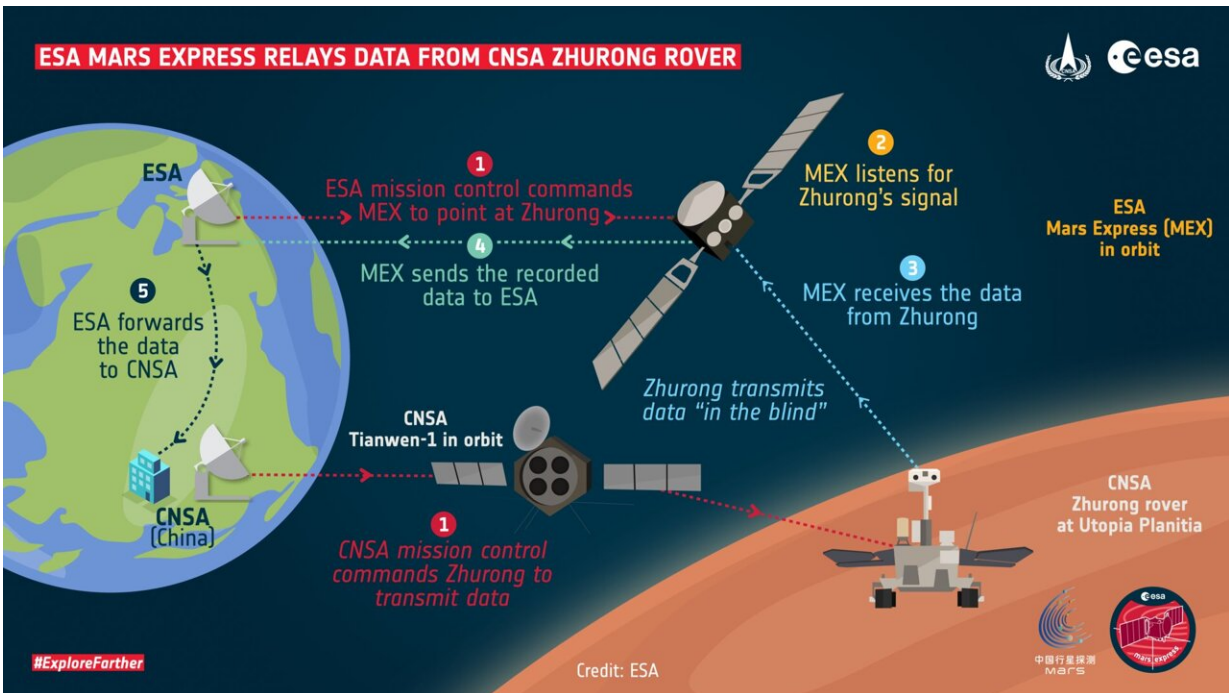 ESA MARS EXPRESS RELAYS DATA FROM CNSA ZHURONG ROVER
CNSA
esa
ESA
1
ESA mission control commands
MEX to point at Zhurong
2
MEX listens for
Zhurong's signal
ESA
Mars Express (MEX)
in orbit
4
MEX sends the recorded
data to ESA
3
MEX receives the data
from Zhurong
5
ESA forwards
the data
to CNSA
Zhurong transmits
data “in the blind”
CNSA
Tianwen-1 in orbit
CNSA
(China)
1
CNSA mission control
commands Zhurong to
transmit data
CNSA
Zhurong rover
at Utopia Planitia
#ExploreFarther
Credit: ESA
中国行星探测
Mars
esa
mars express